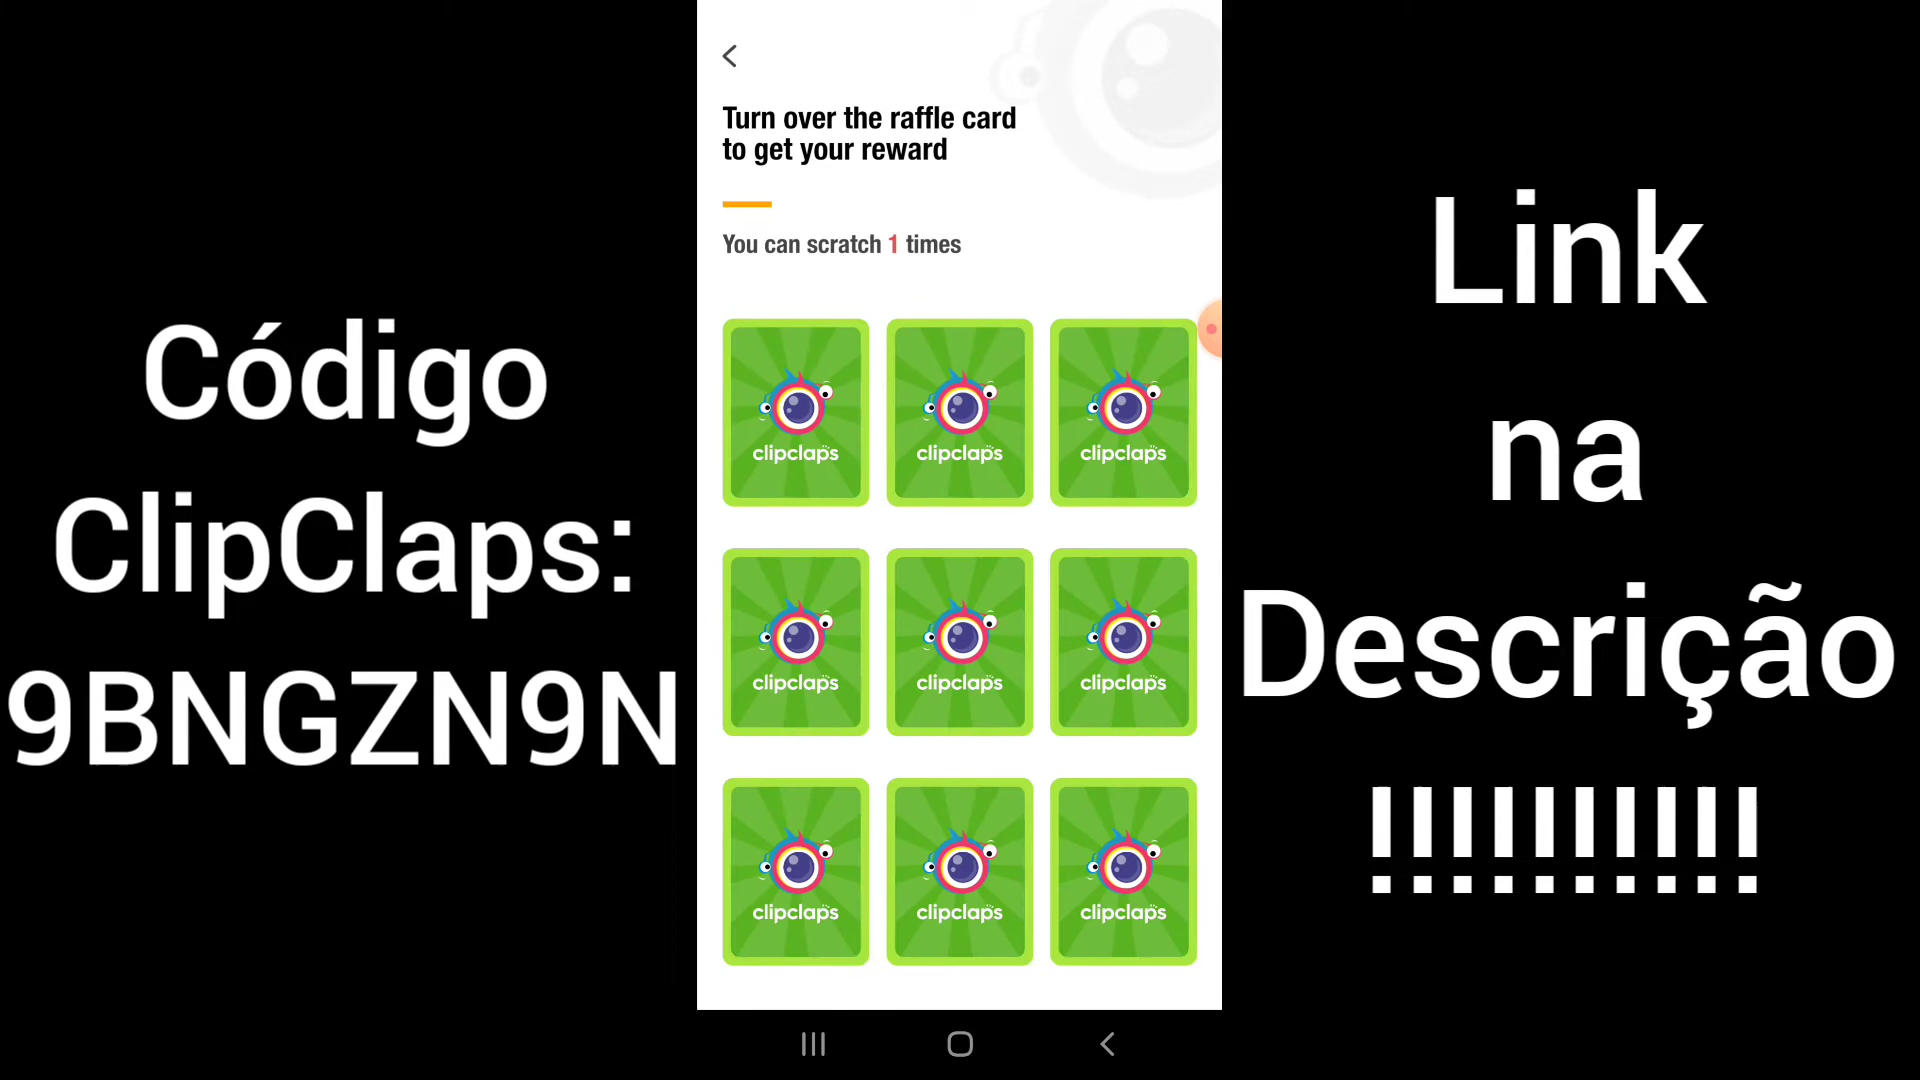 Código
ClipClaps:
9BNGZN9N
Turn over the raffle card
to get your reward
You can scratch 1 times
clipclaps clipclaps clipclaps
clipclaps clipclaps clipclaps
clipclaps clipclaps clipclaps
Link
na
Descrição
!!!!!!!!!!